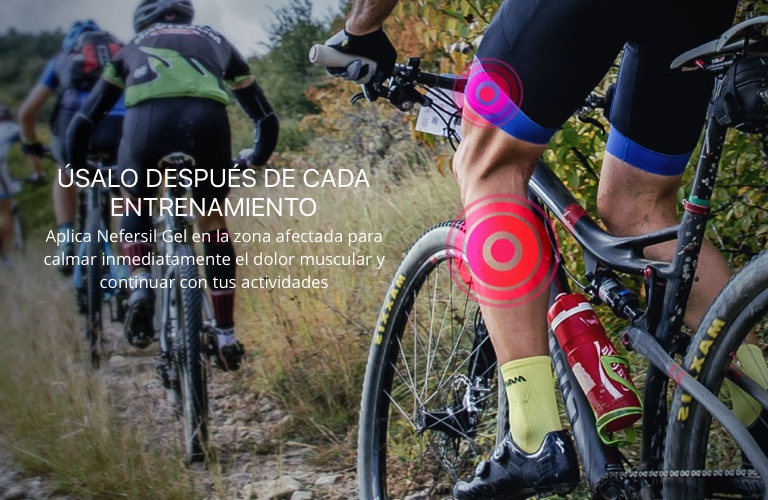 ÚSALO DESPUÉS DE CADA
ENTRENAMIENTO
Aplica Nefersil Gel en la zona afectada para
calmar inmediatamente el dolor muscular y
continuar con tus actividades
MAXXIS